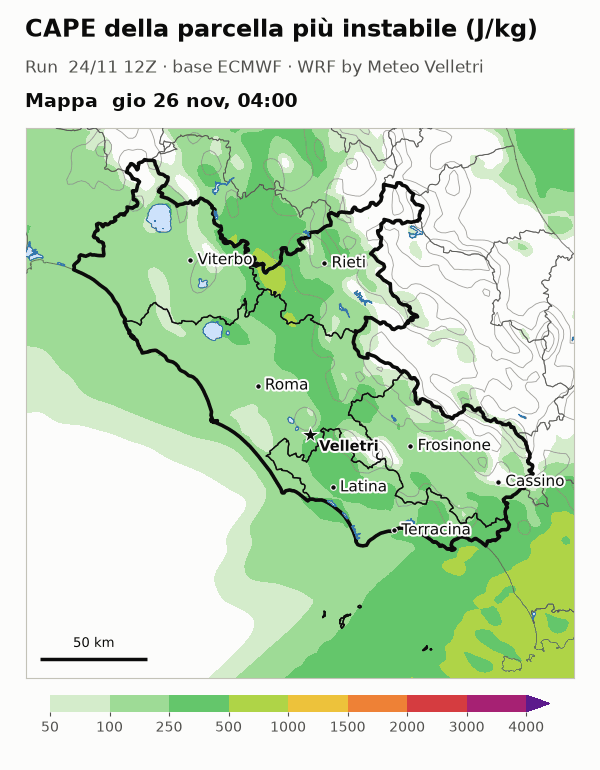 CAPE della parcella più instabile (J/kg)
Run  24/11 12Z · base ECMWF · WRF by Meteo Velletri
Mappa  gio 26 nov, 04:00
Viterbo
Rieti
Roma
Velletri
Frosinone
Cassino
Latina
Terracina
50 km
50 100 250 500 1000 1500 2000 3000 4000